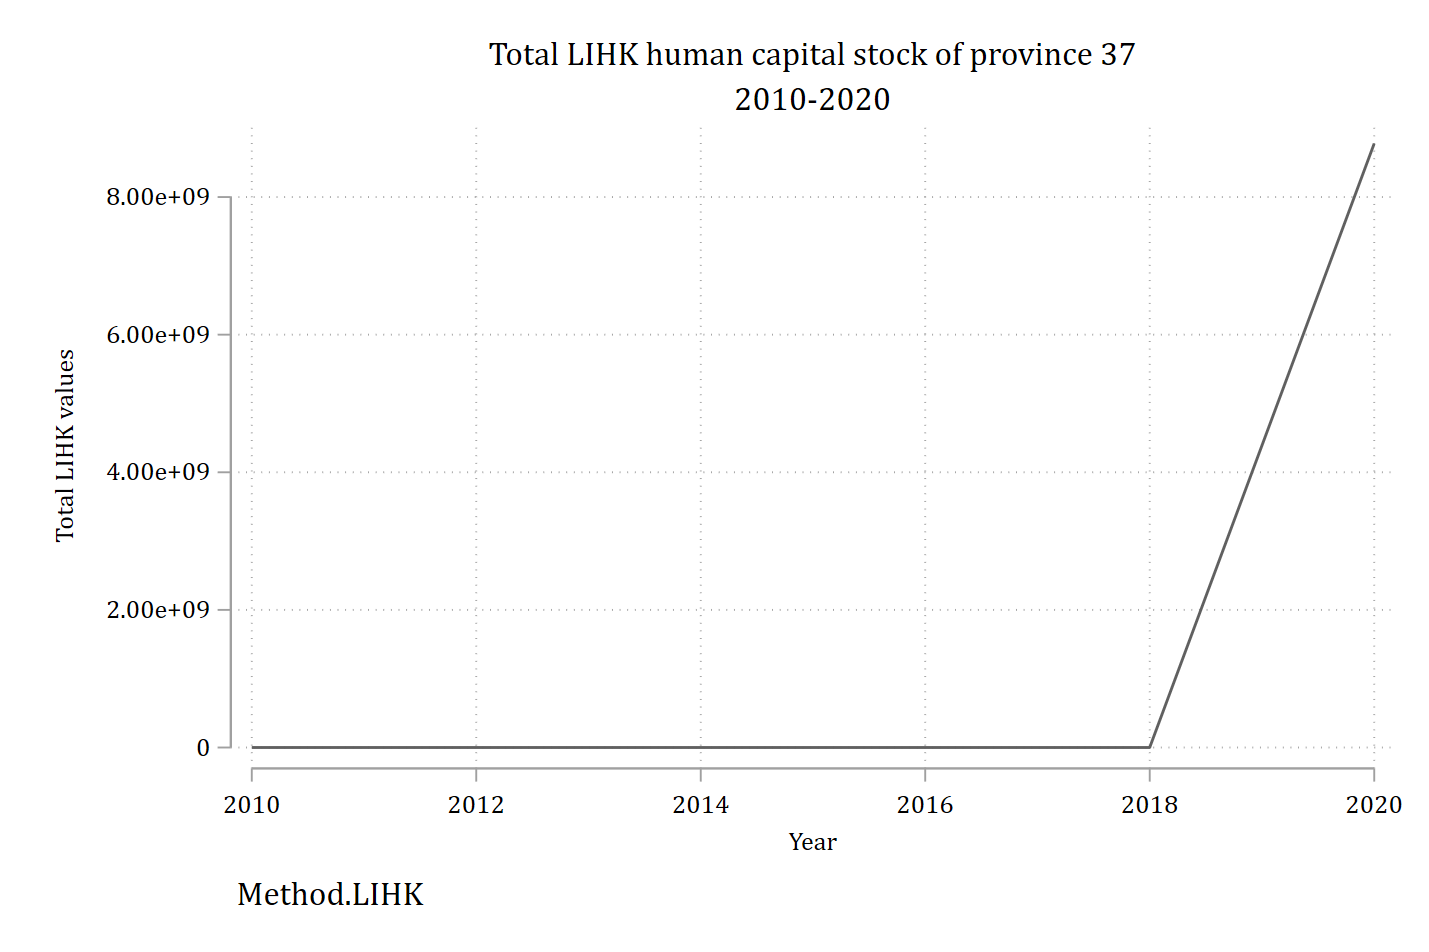 Total LIHK human capital stock of province 37
2010-2020
8.00e+09
6.00e+09
4.00e+09
2.00e+09
0
Total LIHK values
2010 2012 2014 2016 2018 2020
Year
Method.LIHK